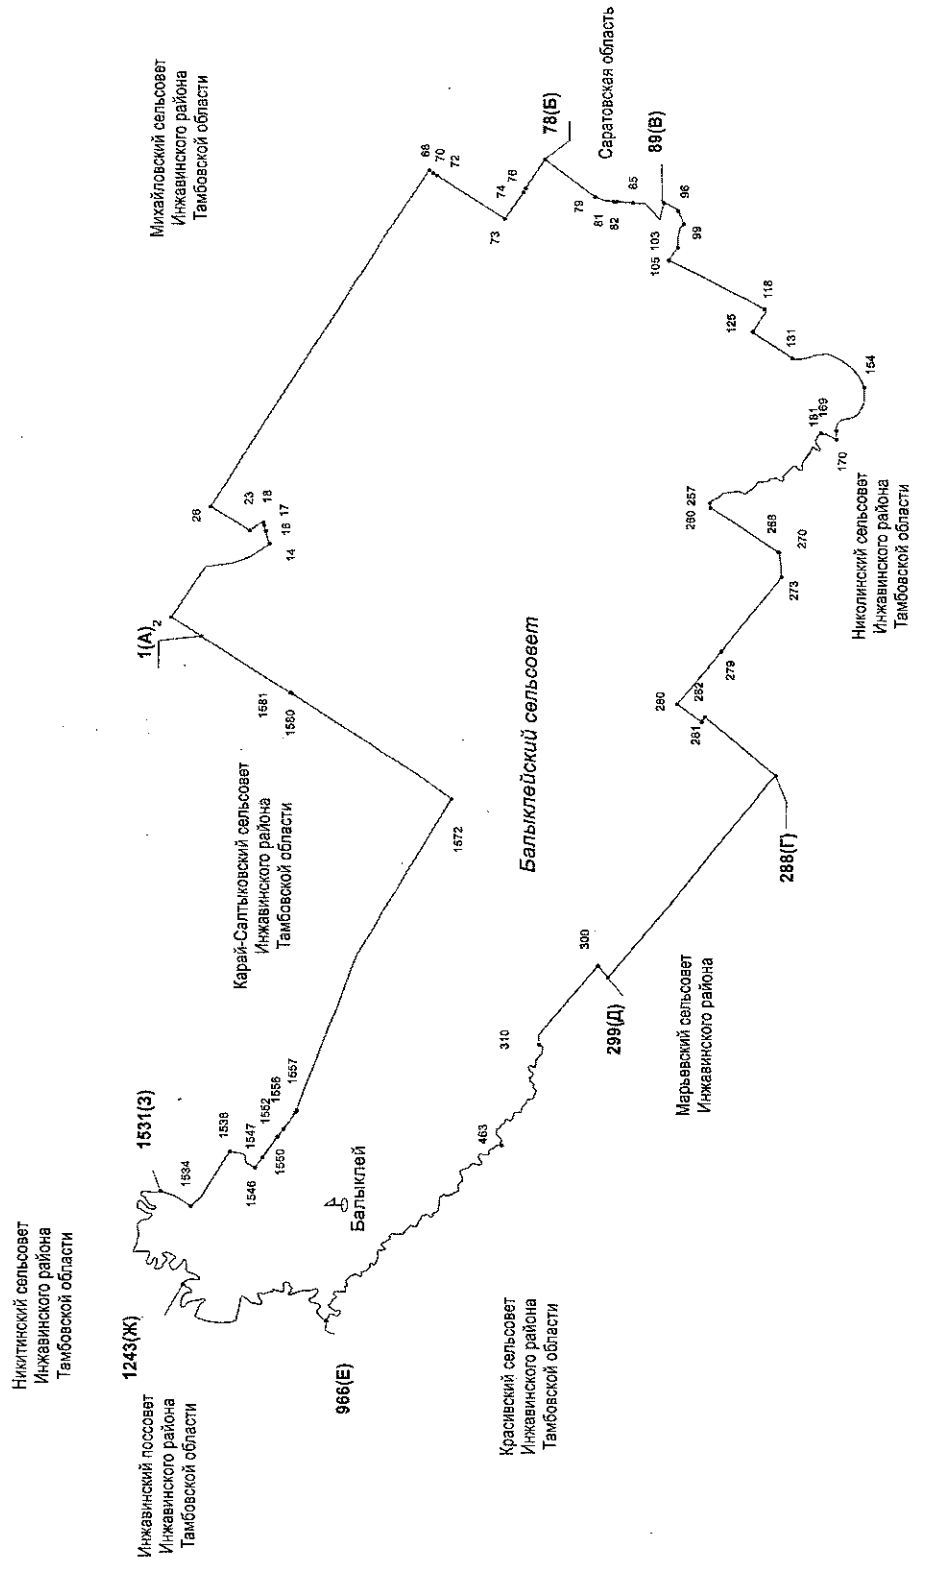 Никитинский сельсовет
Инжавинского района
Тамбовской области
Инжавинский поссовет
Инжавинского района
Тамбовской области
1243(Ж)
1531(З)
1534
1538
1546
1547
1550
1552
1556
1557
Балыклей
966(Е)
Красивский сельсовет
Инжавинского района
Тамбовской области
463
310
300
299(Д)
Марьевский сельсовет
Инжавинского района
Карай-Салтыковский сельсовет
Инжавинского района
Тамбовской области
1572
1580
1581
1(А)
2
14
16
17
18
23
26
Балыклейский сельсовет
288(Г)
281
282
280
279
273
270
268
260
257
Николинский сельсовет
Инжавинского района
Тамбовской области
181
169
170
154
131
125
118
105
103
99
96
89(В)
65
82
81
79
Саратовская область
78(Б)
76
74
73
72
70
68
Михайловский сельсовет
Инжавинского района
Тамбовской области